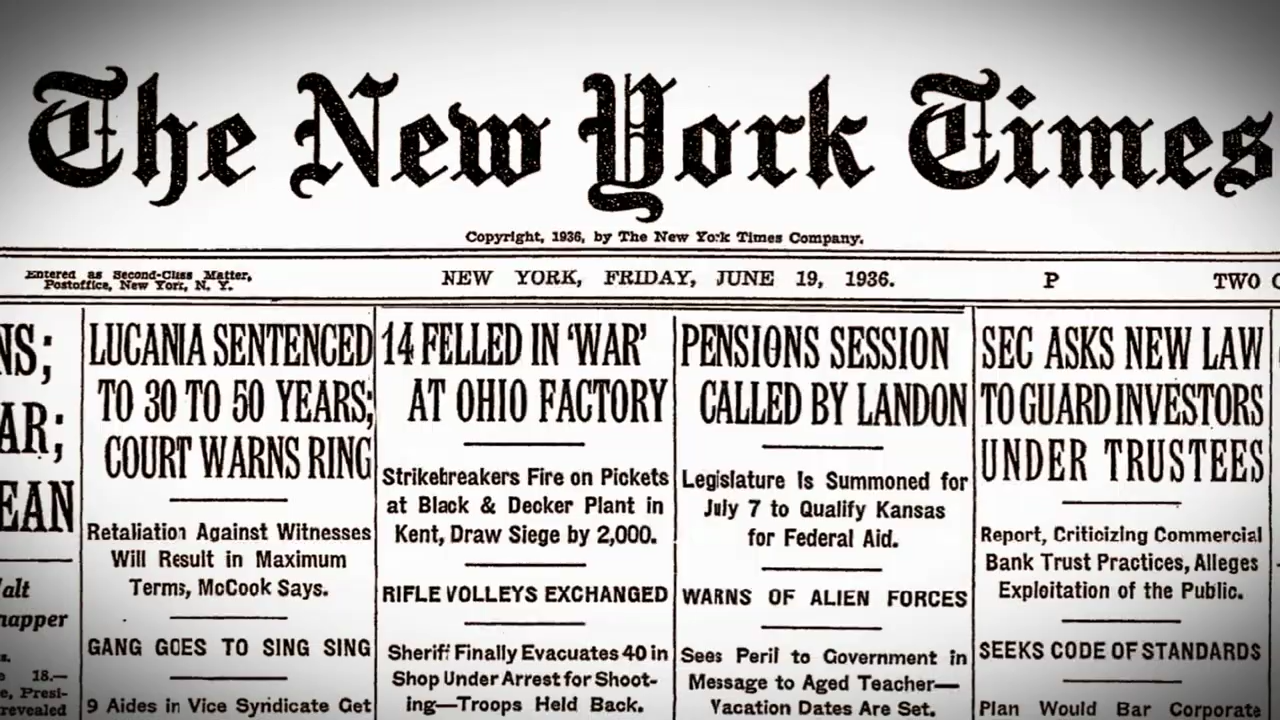 The New York Times
Copyright, 1936, by The New York Times Company.
Entered as Second-Class Matter,
Postoffice, New York, N. Y.
NEW YORK, FRIDAY, JUNE 19, 1936.
P
TWO
NS;
AR;
EAN
18.—
e, Presi-
revealed
LUCANIA SENTENCED
TO 30 TO 50 YEARS;
COURT WARNS RING
Retaliation Against Witnesses
Will Result in Maximum
Terms, McCook Says.
GANG GOES TO SING SING
9 Aides in Vice Syndicate Get
14 FELLED IN ‘WAR’
AT OHIO FACTORY
Strikebreakers Fire on Pickets
at Black & Decker Plant in
Kent, Draw Siege by 2,000.
RIFLE VOLLEYS EXCHANGED
Sheriff Finally Evacuates 40 in
Shop Under Arrest for Shoot-
ing—Troops Held Back.
PENSIONS SESSION
CALLED BY LANDON
Legislature Is Summoned for
July 7 to Qualify Kansas
for Federal Aid.
WARNS OF ALIEN FORCES
Sees Peril to Government in
Message to Aged Teacher—
Vacation Dates Are Set.
SEC ASKS NEW LAW
TO GUARD INVESTORS
UNDER TRUSTEES
Report, Criticizing Commercial
Bank Trust Practices, Alleges
Exploitation of the Public.
SEEKS CODE OF STANDARDS
Plan Would Bar Corporate